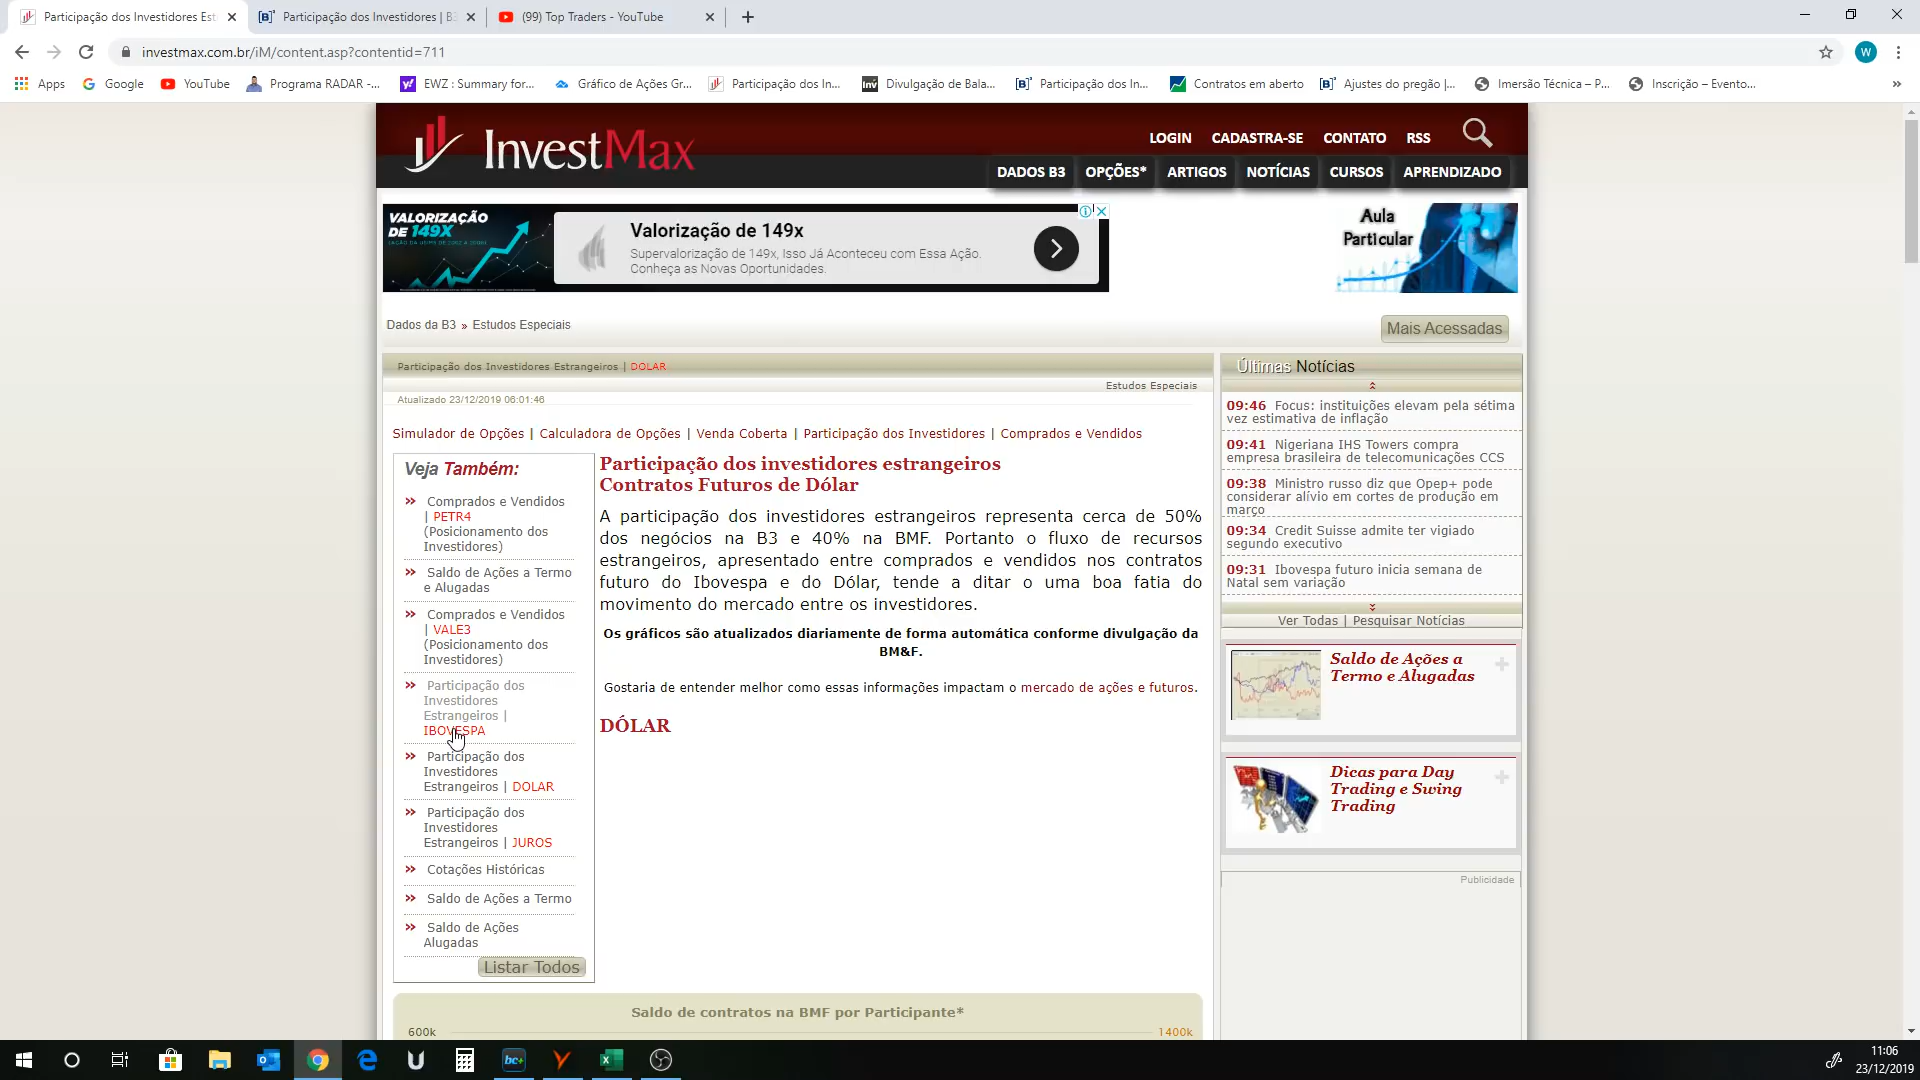 Participação dos Investidores Est
Participação dos Investidores | B3
(99) Top Traders - YouTube
investmax.com.br/iM/content.asp?contentid=711
W
Apps
Google
YouTube
Programa RADAR -...
EWZ : Summary for...
Gráfico de Ações Gr...
Participação dos In...
Divulgação de Bala...
Participação dos In...
Contratos em aberto
Ajustes do pregão |...
Imersão Técnica – P...
Inscrição – Evento...
InvestMax
LOGIN CADASTRA-SE CONTATO RSS
DADOS B3 OPÇÕES* ARTIGOS NOTÍCIAS CURSOS APRENDIZADO
VALORIZAÇÃO
DE 149X
Valorização de 149x
Supervalorização de 149x, Isso Já Aconteceu com Essa Ação.
Conheça as Novas Oportunidades.
Aula
Particular
Dados da B3 » Estudos Especiais
Mais Acessadas
Participação dos Investidores Estrangeiros | DOLAR
Estudos Especiais
Atualizado 23/12/2019 06:01:46
Simulador de Opções | Calculadora de Opções | Venda Coberta | Participação dos Investidores | Comprados e Vendidos
Veja Também:
Comprados e Vendidos
| PETR4
(Posicionamento dos
Investidores)
Saldo de Ações a Termo
e Alugadas
Comprados e Vendidos
| VALE3
(Posicionamento dos
Investidores)
Participação dos
Investidores
Estrangeiros |
IBOVESPA
Participação dos
Investidores
Estrangeiros | DOLAR
Participação dos
Investidores
Estrangeiros | JUROS
Cotações Históricas
Saldo de Ações a Termo
Saldo de Ações
Alugadas
Listar Todos
Participação dos investidores estrangeiros
Contratos Futuros de Dólar
A participação dos investidores estrangeiros representa cerca de 50%
dos negócios na B3 e 40% na BMF. Portanto o fluxo de recursos
estrangeiros, apresentado entre comprados e vendidos nos contratos
futuro do Ibovespa e do Dólar, tende a ditar o uma boa fatia do
movimento do mercado entre os investidores.
Os gráficos são atualizados diariamente de forma automática conforme divulgação da
BM&F.
Gostaria de entender melhor como essas informações impactam o mercado de ações e futuros.
DÓLAR
Saldo de contratos na BMF por Participante*
600k
1400k
Últimas Notícias
09:46 Focus: instituições elevam pela sétima
vez estimativa de inflação
09:41 Nigeriana IHS Towers compra
empresa brasileira de telecomunicações CCS
09:38 Ministro russo diz que Opep+ pode
considerar alívio em cortes de produção em
março
09:34 Credit Suisse admite ter vigiado
segundo executivo
09:31 Ibovespa futuro inicia semana de
Natal sem variação
Ver Todas | Pesquisar Notícias
Saldo de Ações a
Termo e Alugadas
Dicas para Day
Trading e Swing
Trading
Publicidade
11:06
23/12/2019